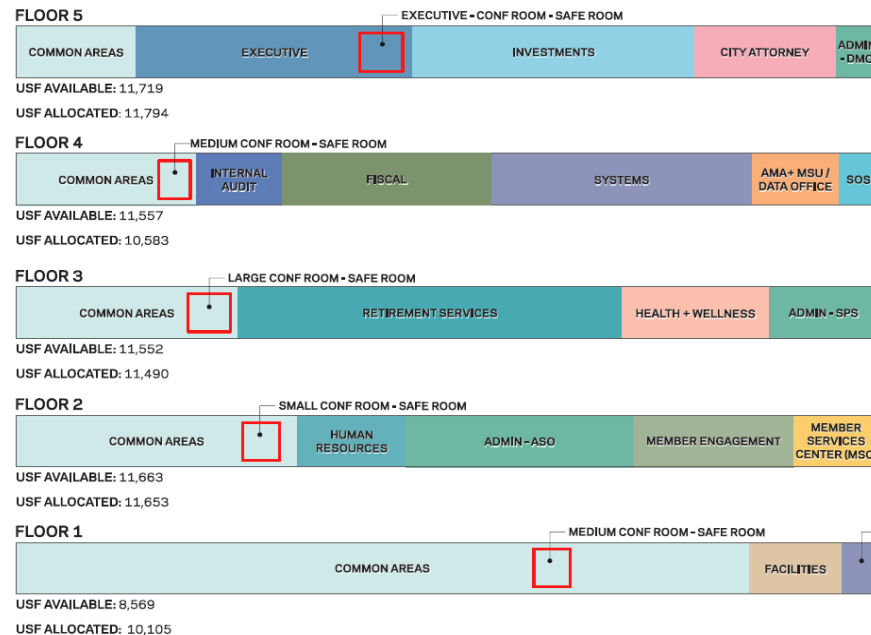 FLOOR 5
EXECUTIVE - CONF ROOM - SAFE ROOM
COMMON AREAS
EXECUTIVE
INVESTMENTS
CITY ATTORNEY
ADMIN
- DMO
USF AVAILABLE: 11,719
USF ALLOCATED: 11,794
FLOOR 4
MEDIUM CONF ROOM - SAFE ROOM
COMMON AREAS
INTERNAL
AUDIT
FISCAL
SYSTEMS
AMA+ MSU /
DATA OFFICE
SOS
USF AVAILABLE: 11,557
USF ALLOCATED: 10,583
FLOOR 3
LARGE CONF ROOM - SAFE ROOM
COMMON AREAS
RETIREMENT SERVICES
HEALTH + WELLNESS
ADMIN - SPS
USF AVAILABLE: 11,552
USF ALLOCATED: 11,490
FLOOR 2
SMALL CONF ROOM - SAFE ROOM
COMMON AREAS
HUMAN
RESOURCES
ADMIN - ASO
MEMBER ENGAGEMENT
MEMBER
SERVICES
CENTER (MSC
USF AVAILABLE: 11,663
USF ALLOCATED: 11,653
FLOOR 1
MEDIUM CONF ROOM - SAFE ROOM
COMMON AREAS
FACILITIES
USF AVAILABLE: 8,569
USF ALLOCATED: 10,105